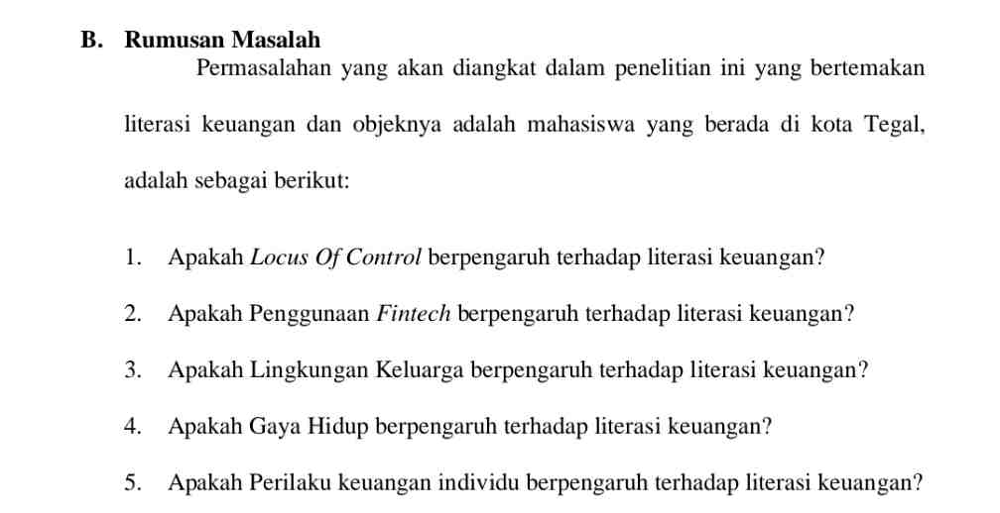 B. Rumusan Masalah
Permasalahan yang akan diangkat dalam penelitian ini yang bertemakan
literasi keuangan dan objeknya adalah mahasiswa yang berada di kota Tegal,
adalah sebagai berikut:
1. Apakah Locus Of Control berpengaruh terhadap literasi keuangan?
2. Apakah Penggunaan Fintech berpengaruh terhadap literasi keuangan?
3. Apakah Lingkungan Keluarga berpengaruh terhadap literasi keuangan?
4. Apakah Gaya Hidup berpengaruh terhadap literasi keuangan?
5. Apakah Perilaku keuangan individu berpengaruh terhadap literasi keuangan?